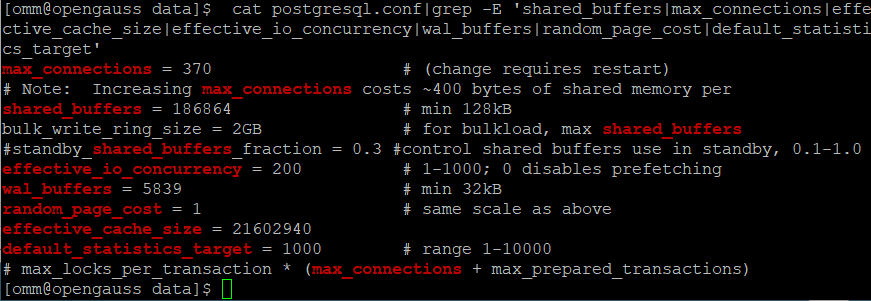 [omm@opengauss data]$  cat postgresql.conf|grep -E 'shared_buffers|max_connections|effe
ctive_cache_size|effective_io_concurrency|wal_buffers|random_page_cost|default_statisti
cs_target'
max_connections = 370                   # (change requires restart)
# Note:  Increasing max_connections costs ~400 bytes of shared memory per
shared_buffers = 186864                 # min 128kB
bulk_write_ring_size = 2GB              # for bulkload, max shared_buffers
#standby_shared_buffers_fraction = 0.3 #control shared buffers use in standby, 0.1-1.0
effective_io_concurrency = 200          # 1-1000; 0 disables prefetching
wal_buffers = 5839                      # min 32kB
random_page_cost = 1                    # same scale as above
effective_cache_size = 21602940
default_statistics_target = 1000        # range 1-10000
# max_locks_per_transaction * (max_connections + max_prepared_transactions)
[omm@opengauss data]$